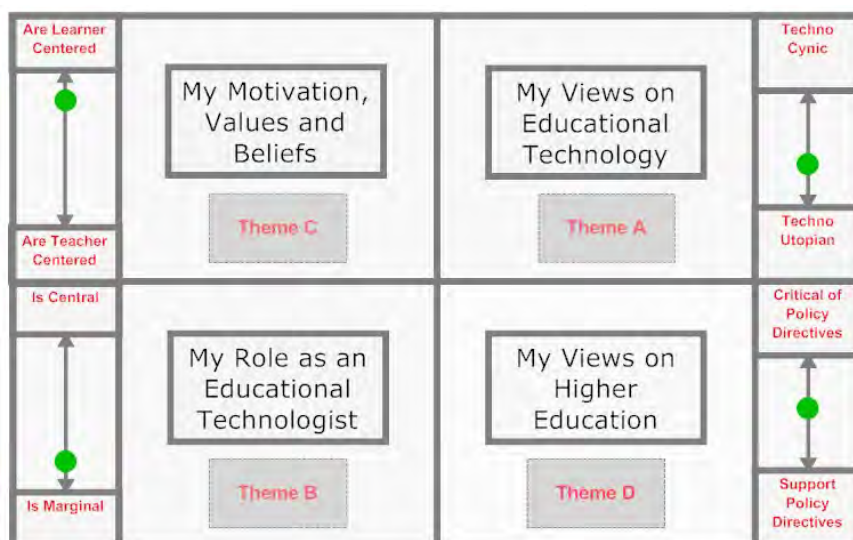 Are Learner
Centered
My Motivation,
Values and
Beliefs
Theme C
Are Teacher
Centered
My Views on
Educational
Technology
Theme A
Techno
Cynic
Techno
Utopian
Is Central
My Role as an
Educational
Technologist
Theme B
Is Marginal
My Views on
Higher
Education
Theme D
Critical of
Policy
Directives
Support
Policy
Directives